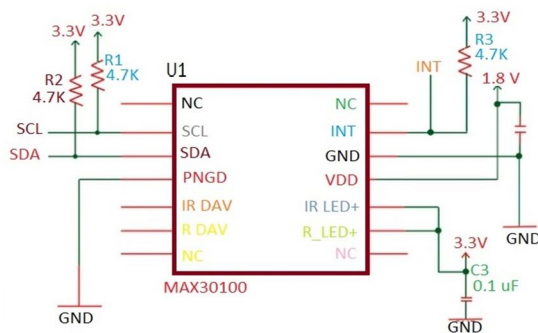 3.3V
3.3V
R1
4.7K
R2
4.7K
SCL
SDA
GND
U1
NC
SCL
SDA
PNGD
IR DAV
R DAV
NC
NC
INT
GND
VDD
IR LED+
R_LED+
NC
MAX30100
INT
3.3V
R3
4.7K
1.8 V
GND
3.3V
C3
0.1 uF
GND